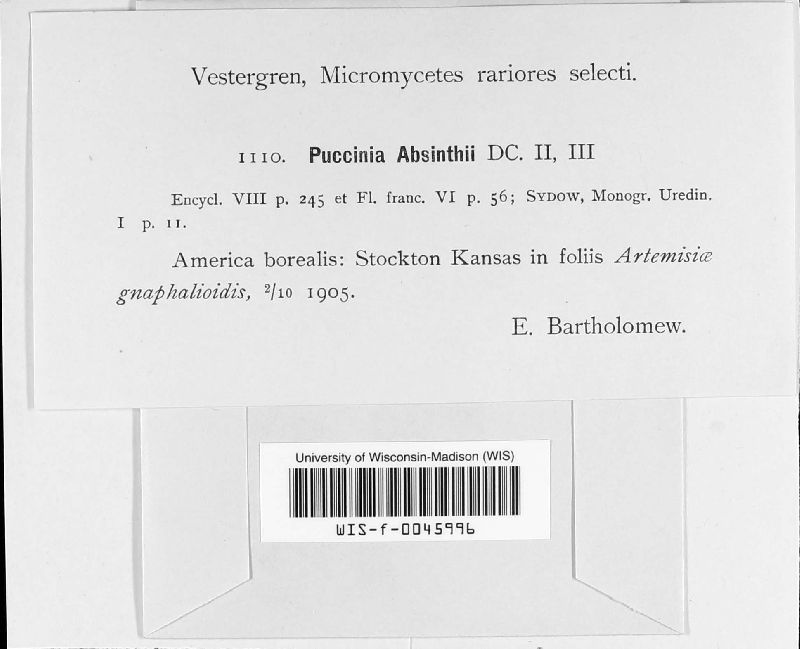 Vestergren, Micromycetes rariores selecti.
1110. Puccinia Absinthii DC. II, III
Encycl. VIII p. 245 et Fl. franc. VI p. 56; Sydow, Monogr. Uredin.
I p. 11.
America borealis: Stockton Kansas in foliis Artemisiæ
gnaphalioidis, 2/10 1905.
E. Bartholomew.
University of Wisconsin-Madison (WIS)
WIS-f-0045996